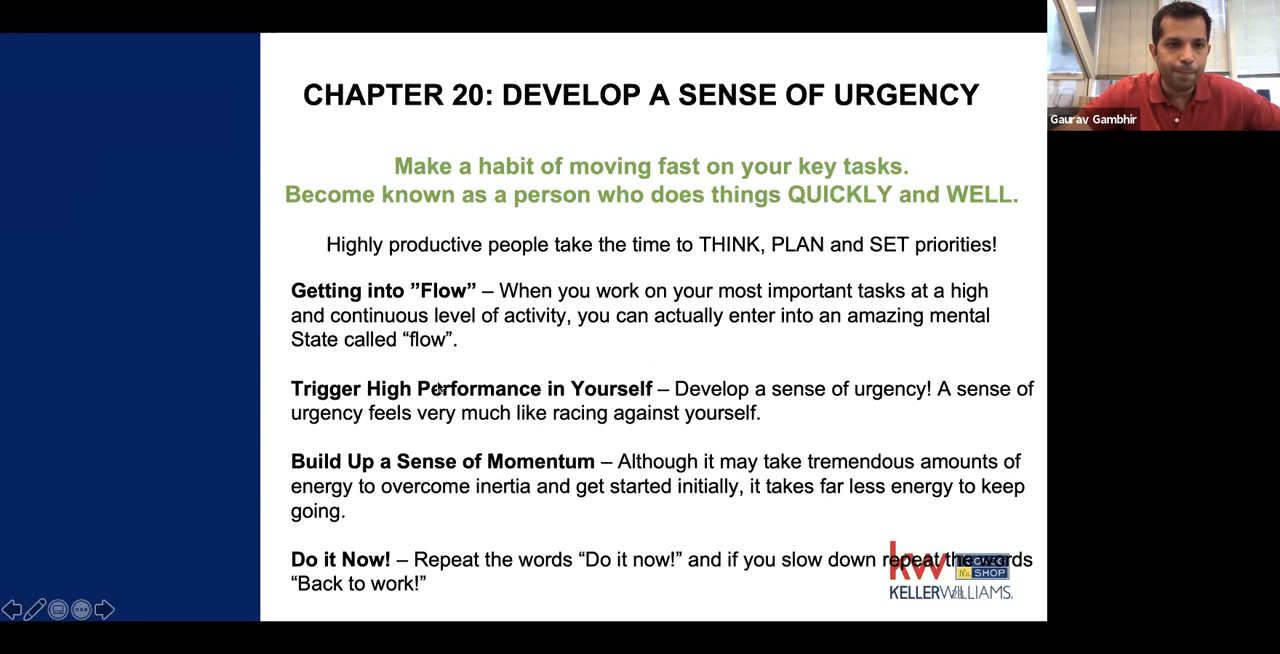 CHAPTER 20: DEVELOP A SENSE OF URGENCY
Gaurav Gambhir
Make a habit of moving fast on your key tasks.
Become known as a person who does things QUICKLY and WELL.
Highly productive people take the time to THINK, PLAN and SET priorities!
Getting into ”Flow” – When you work on your most important tasks at a high
and continuous level of activity, you can actually enter into an amazing mental
State called “flow”.
Trigger High Performance in Yourself – Develop a sense of urgency! A sense of
urgency feels very much like racing against yourself.
Build Up a Sense of Momentum – Although it may take tremendous amounts of
energy to overcome inertia and get started initially, it takes far less energy to keep
going.
Do it Now! – Repeat the words “Do it now!” and if you slow down repeat the words
“Back to work!”
kw
SHOP
KELLERWILLIAMS.